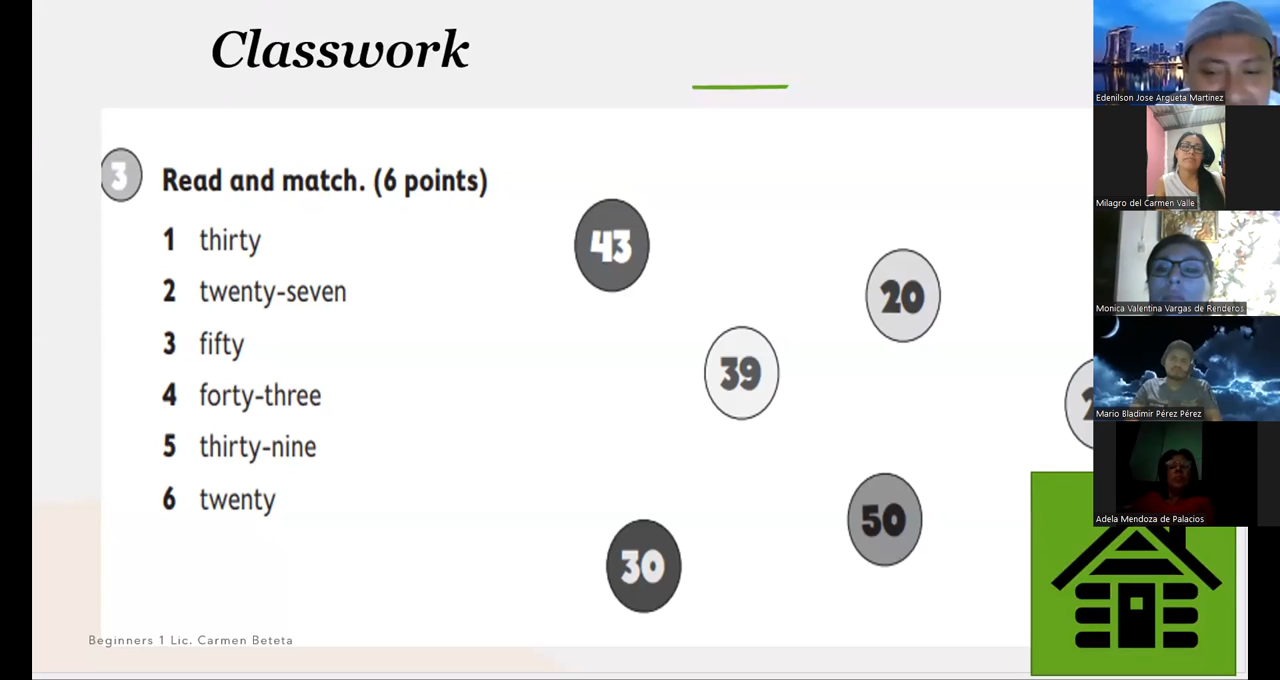 Classwork
3 Read and match. (6 points)
1 thirty
2 twenty-seven
3 fifty
4 forty-three
5 thirty-nine
6 twenty
43
20
39
50
30
Beginners 1 Lic. Carmen Beteta
Edenilson Jose Argueta Martinez
Milagro del Carmen Valle
Monica Valentina Vargas de Renderos
Mario Bladimir Pérez Pérez
Adela Mendoza de Palacios